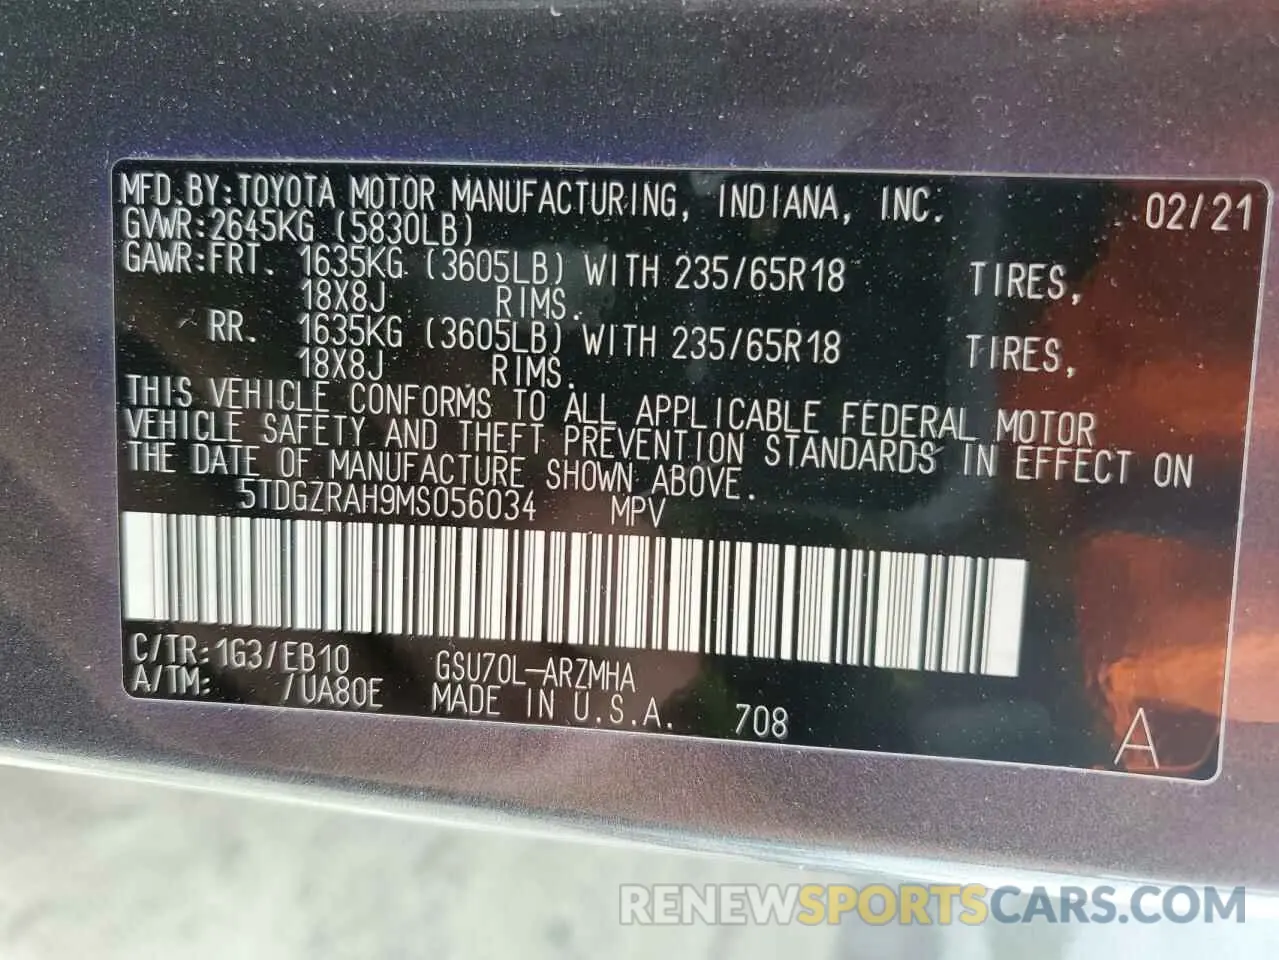 MFD.BY:TOYOTA MOTOR MANUFACTURING, INDIANA, INC. 02/21
GVWR:2645KG (5830LB)
GAWR:FRT. 1635KG (3605LB) WITH 235/65R18 TIRES,
18X8J RIMS.
RR. 1635KG (3605LB) WITH 235/65R18 TIRES,
18X8J RIMS.
THIS VEHICLE CONFORMS TO ALL APPLICABLE FEDERAL MOTOR
VEHICLE SAFETY AND THEFT PREVENTION STANDARDS IN EFFECT ON
THE DATE OF MANUFACTURE SHOWN ABOVE.
5TDGZRAH9MS056034 MPV
C/TR:1G3/EB10 GSU70L-ARZMHA
A/TM: /UA80E MADE IN U.S.A. 708 A
RENEWSPORTSCARS.COM